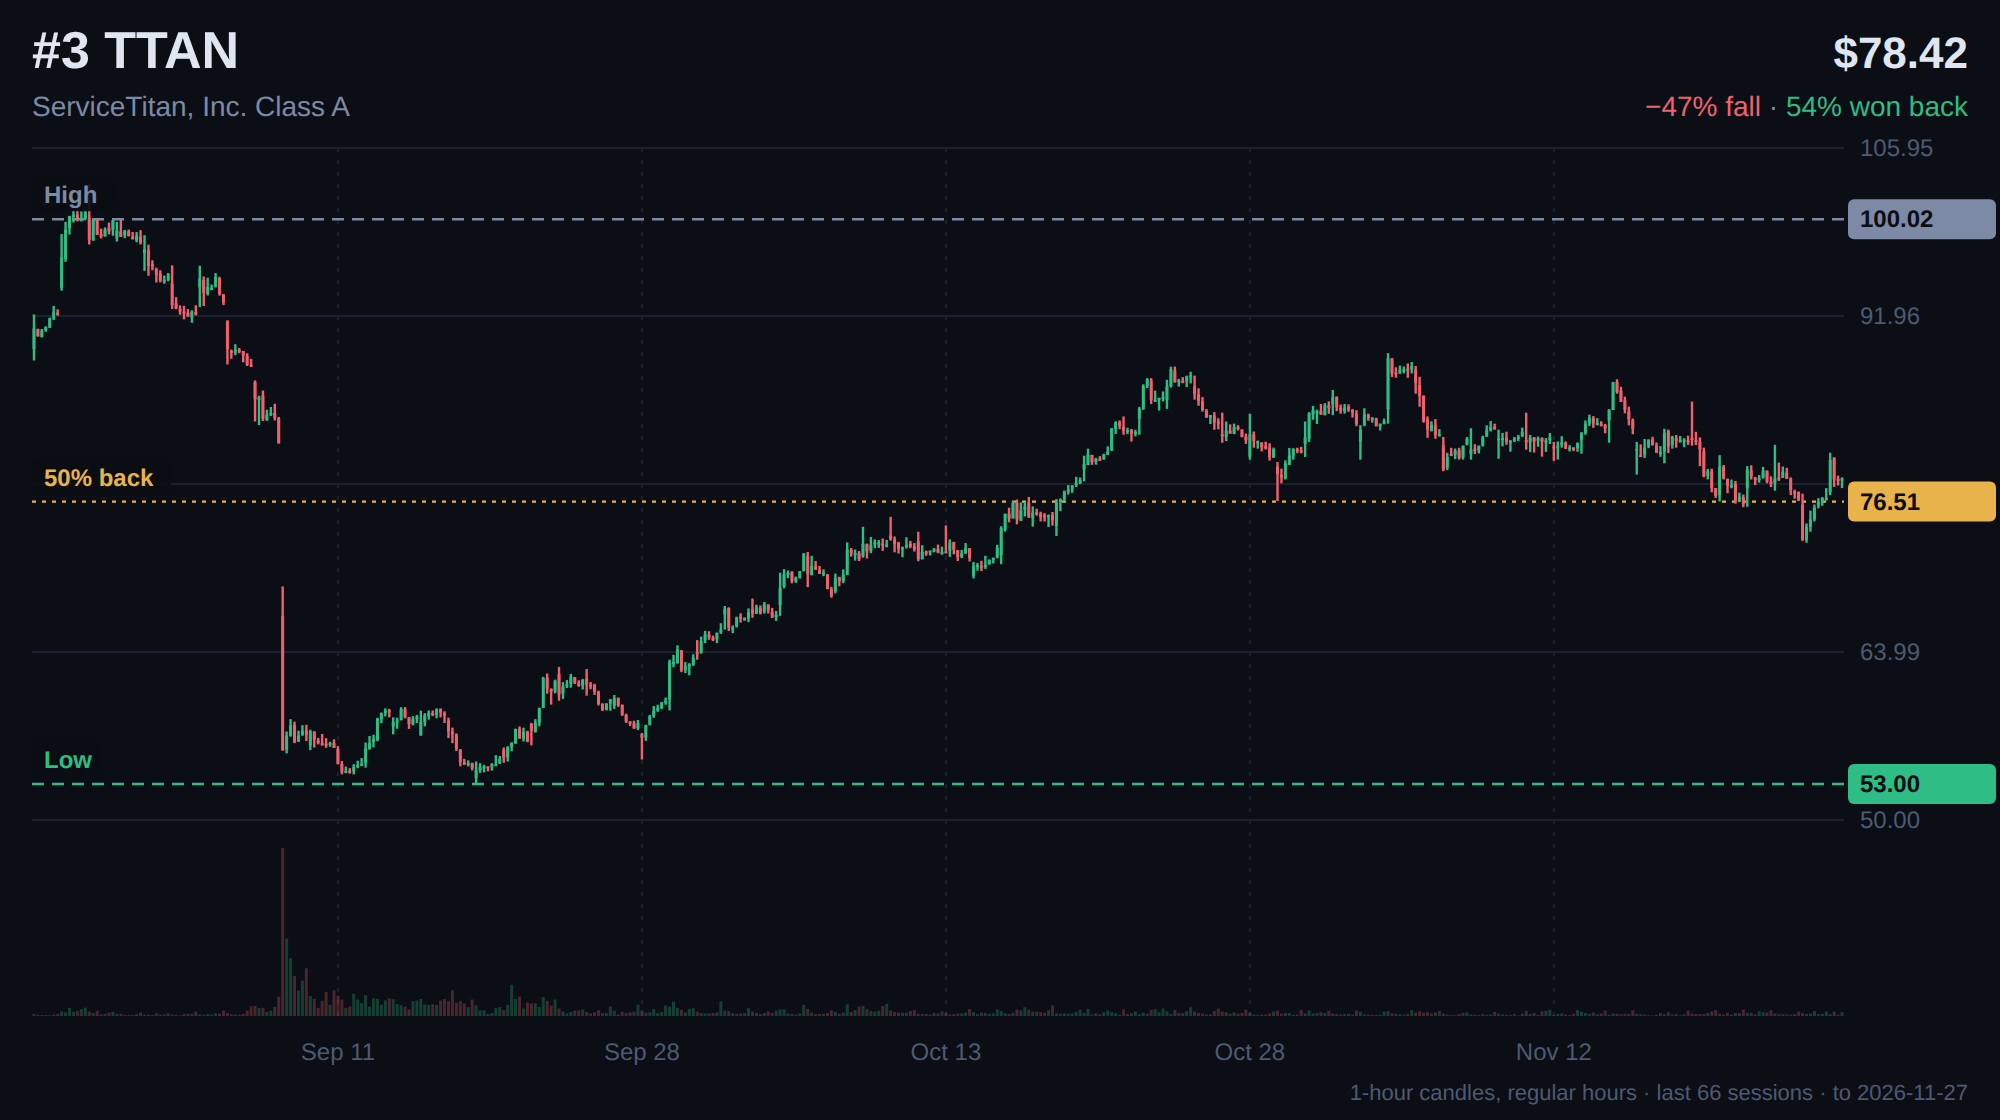 #3 TTAN
$78.42
ServiceTitan, Inc. Class A
−47% fall · 54% won back
105.95
High
100.02
91.96
50% back
76.51
63.99
Low
53.00
50.00
Sep 11
Sep 28
Oct 13
Oct 28
Nov 12
1-hour candles, regular hours · last 66 sessions · to 2026-11-27